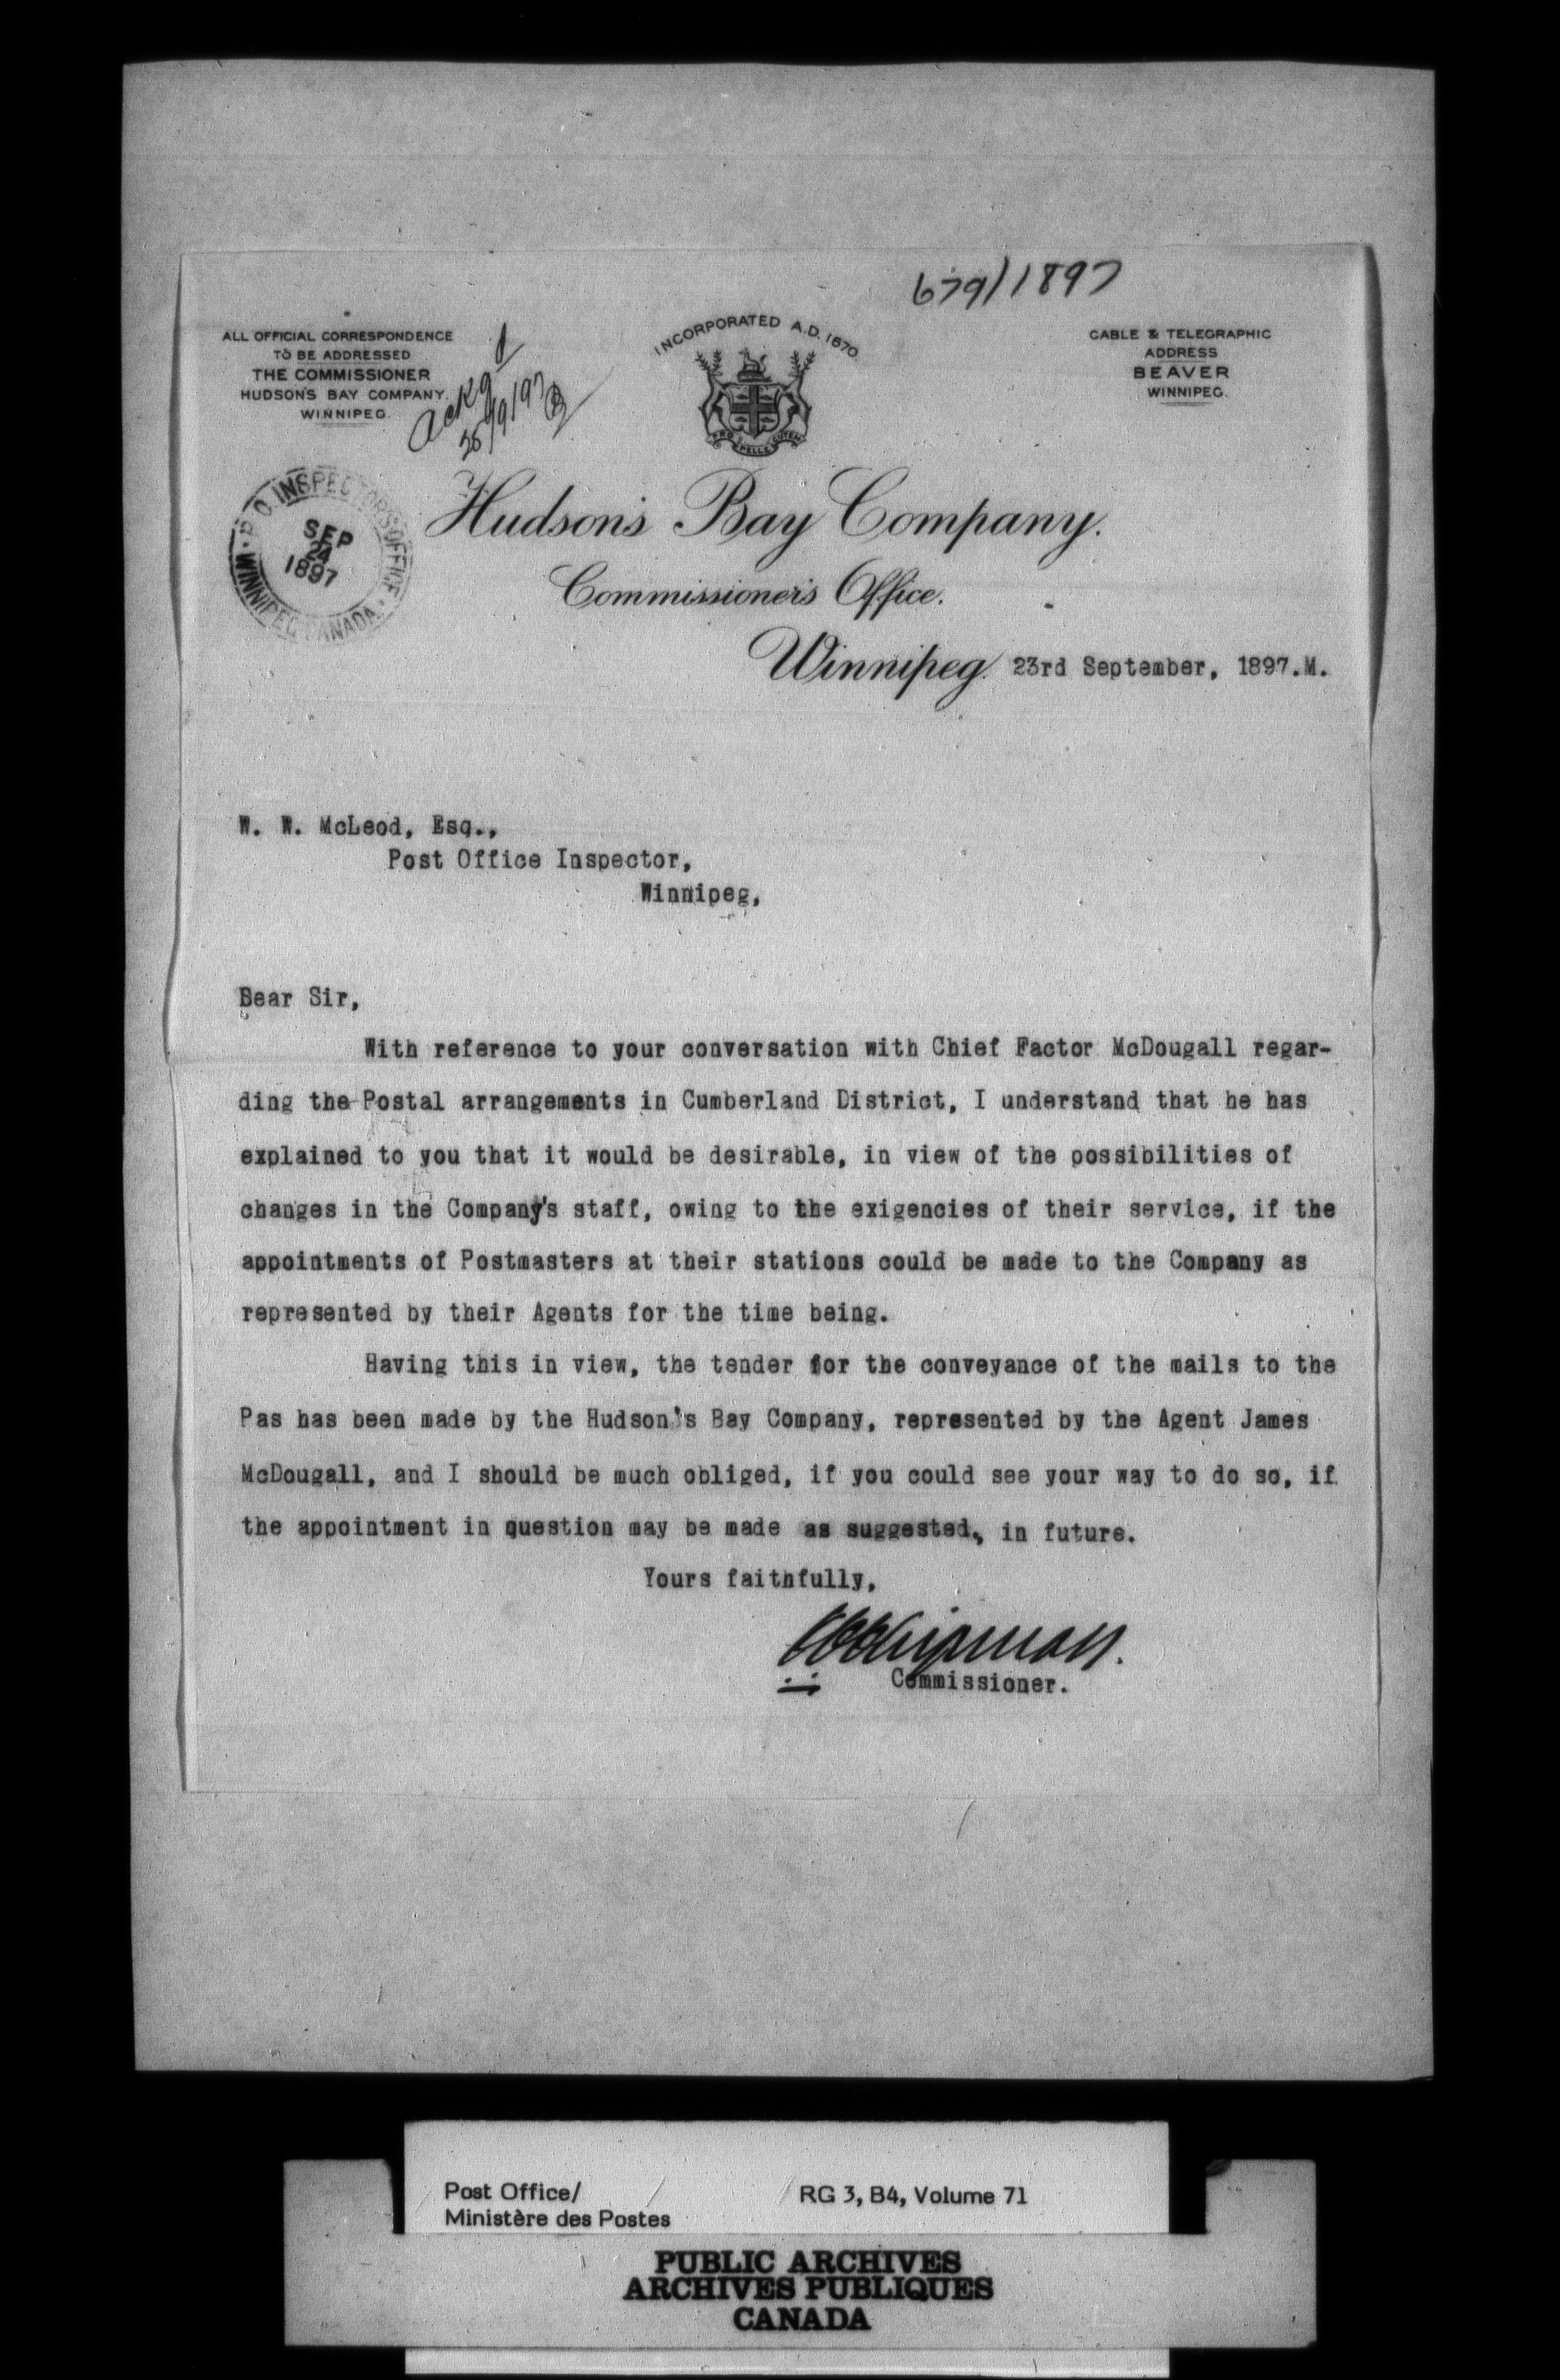 679/1897
ALL OFFICIAL CORRESPONDENCE
TO BE ADDRESSED
THE COMMISSIONER
HUDSON'S BAY COMPANY.
WINNIPEG.
Ackd
/9/97
INCORPORATED A.D. 1670.
PRO PELLE CUTEM
CABLE & TELEGRAPHIC
ADDRESS
BEAVER
WINNIPEG.
P.O. INSPECTOR'S OFFICE
SEP
24
1897
WINNIPEG CANADA
Hudson's Bay Company.
Commissioner's Office.
Winnipeg. 23rd September, 1897.M.
W. W. McLeod, Esq.,
Post Office Inspector,
Winnipeg,
Dear Sir,
With reference to your conversation with Chief Factor McDougall regar-
ding the Postal arrangements in Cumberland District, I understand that he has
explained to you that it would be desirable, in view of the possibilities of
changes in the Company's staff, owing to the exigencies of their service, if the
appointments of Postmasters at their stations could be made to the Company as
represented by their Agents for the time being.
Having this in view, the tender for the conveyance of the mails to the
Pas has been made by the Hudson's Bay Company, represented by the Agent James
McDougall, and I should be much obliged, if you could see your way to do so, if
the appointment in question may be made as suggested, in future.
Yours faithfully,
Commissioner.
Post Office/
Ministère des Postes
RG 3, B4, Volume 71
PUBLIC ARCHIVES
ARCHIVES PUBLIQUES
CANADA